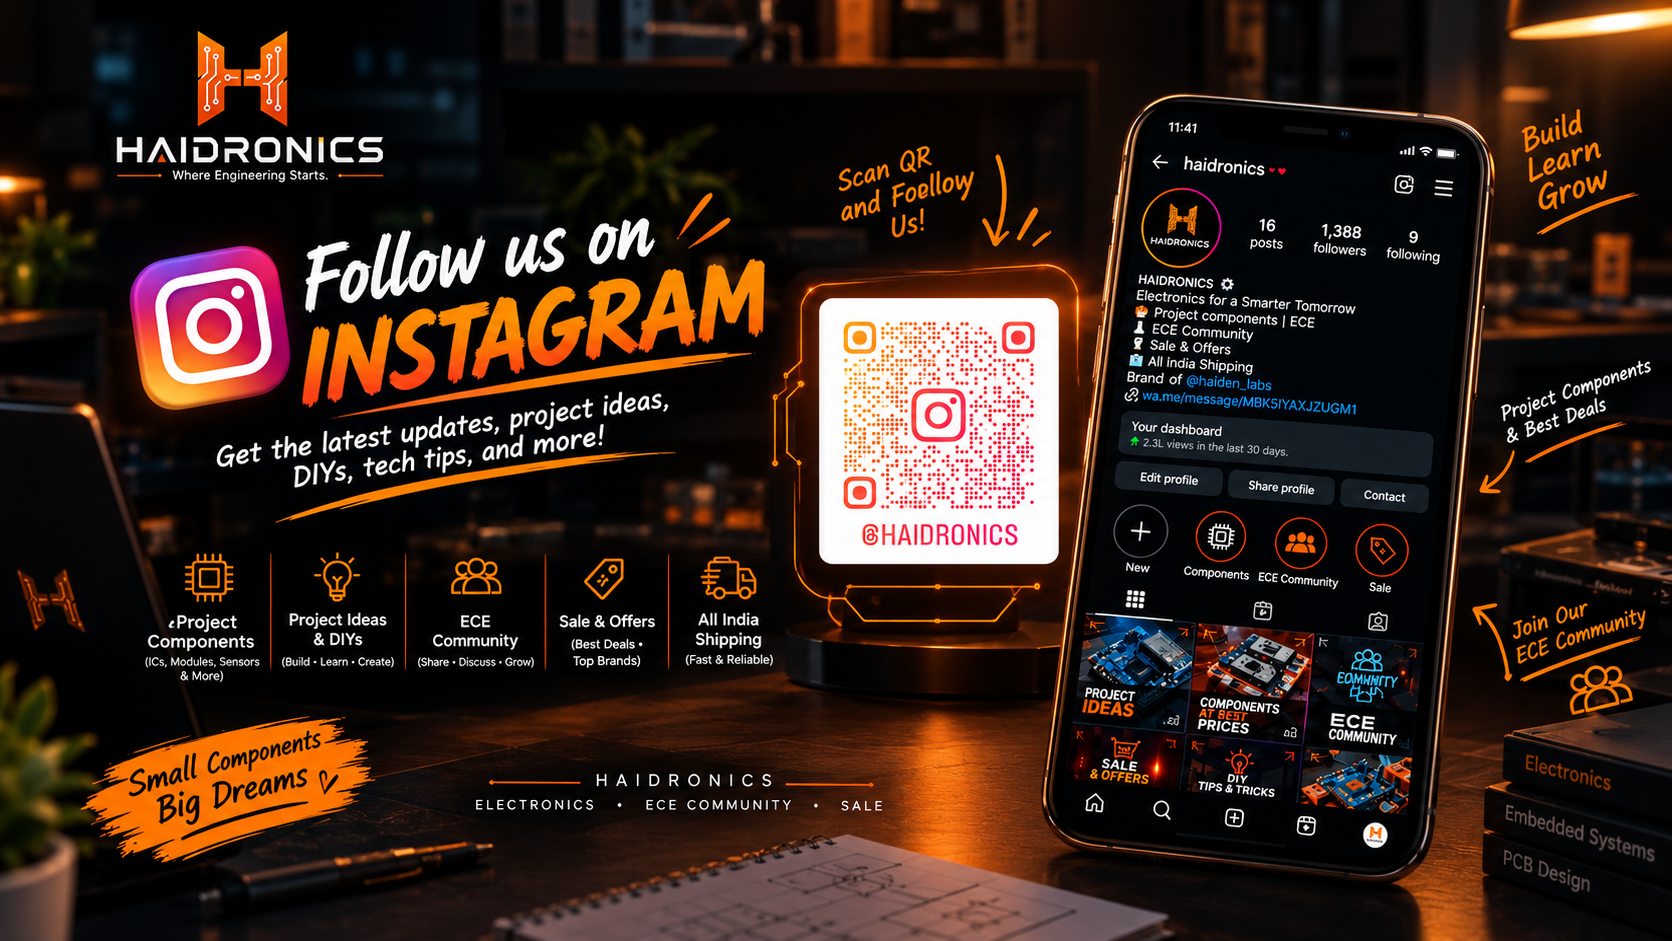 HAIDRONICS
Where Engineering Starts.
Follow us on
INSTAGRAM
Get the latest updates, project ideas,
DIYs, tech tips, and more!
Project
Components
(ICs, Modules, Sensors
& More)
Project Ideas
& DIYs
(Build • Learn • Create)
ECE
Community
(Share • Discuss • Grow)
Sale & Offers
(Best Deals •
Top Brands)
All India
Shipping
(Fast & Reliable)
Small Components
Big Dreams
HAIDRONICS
ELECTRONICS • ECE COMMUNITY • SALE
Scan QR
and Foellow
Us!
@HAIDRONICS
11:41
haidronics
HAIDRONICS
16
posts
1,388
followers
9
following
HAIDRONICS
Electronics for a Smarter Tomorrow
Project components | ECE
ECE Community
Sale & Offers
All india Shipping
Brand of @haiden_labs
wa.me/message/MBK5IYAXJZUGM1
Your dashboard
2.3L views in the last 30 days.
Edit profile
Share profile
Contact
New
Components
ECE Community
Sale
PROJECT
IDEAS
COMPONENTS
AT BEST
PRICES
ECE
COMMUNITY
SALE
& OFFERS
DIY
TIPS & TRICKS
Build
Learn
Grow
Project Components
& Best Deals
Join Our
ECE Community
Electronics
Embedded Systems
PCB Design